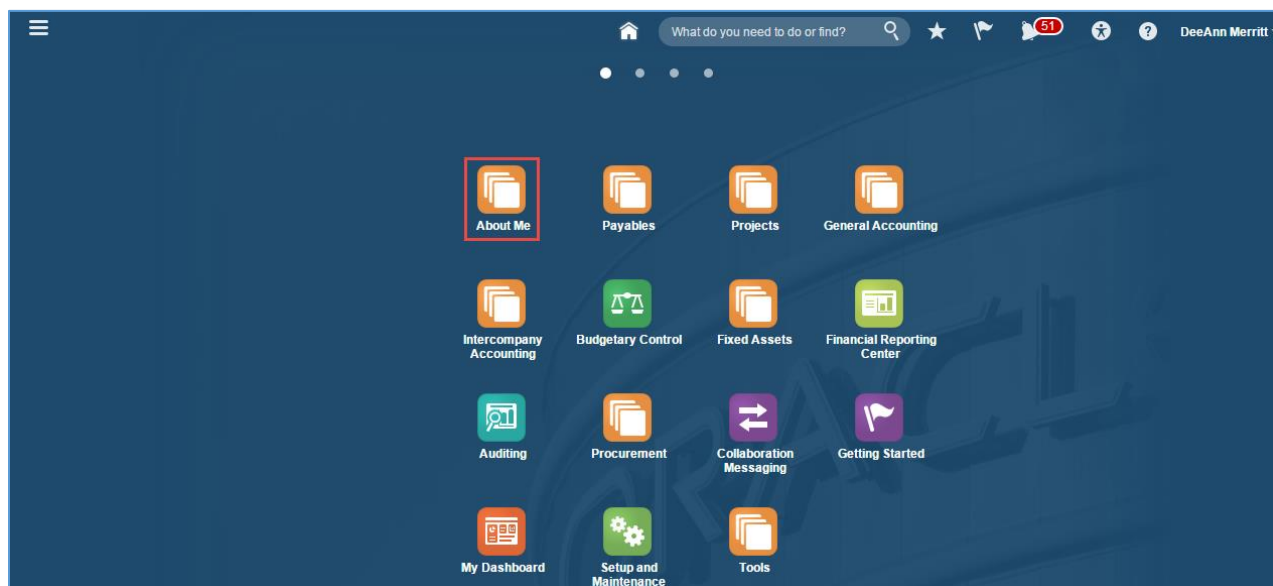 What do you need to do or find?
51
?
DeeAnn Merritt
About Me
Payables
Projects
General Accounting
Intercompany
Accounting
Budgetary Control
Fixed Assets
Financial Reporting
Center
Auditing
Procurement
Collaboration
Messaging
Getting Started
My Dashboard
Setup and
Maintenance
Tools
ORACL